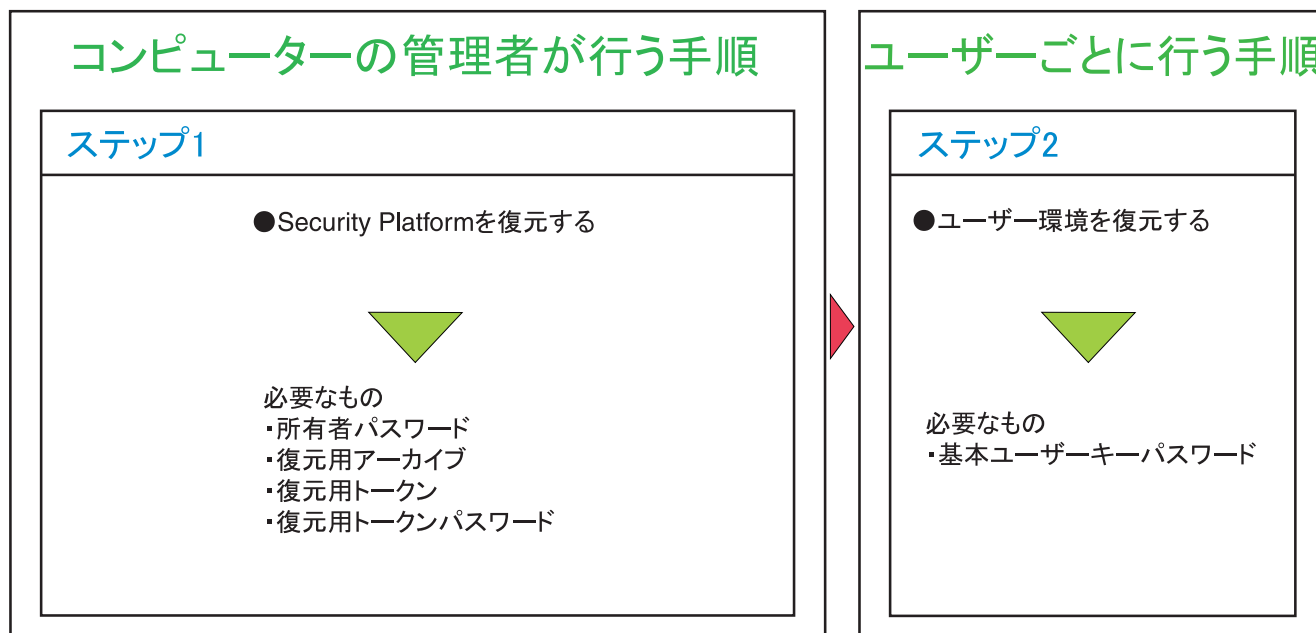 コンピューターの管理者が行う手順
ステップ1
●Security Platformを復元する
必要なもの
・所有者パスワード
・復元用アーカイブ
・復元用トークン
・復元用トークンパスワード
ユーザーごとに行う手順
ステップ2
●ユーザー環境を復元する
必要なもの
・基本ユーザーキーパスワード